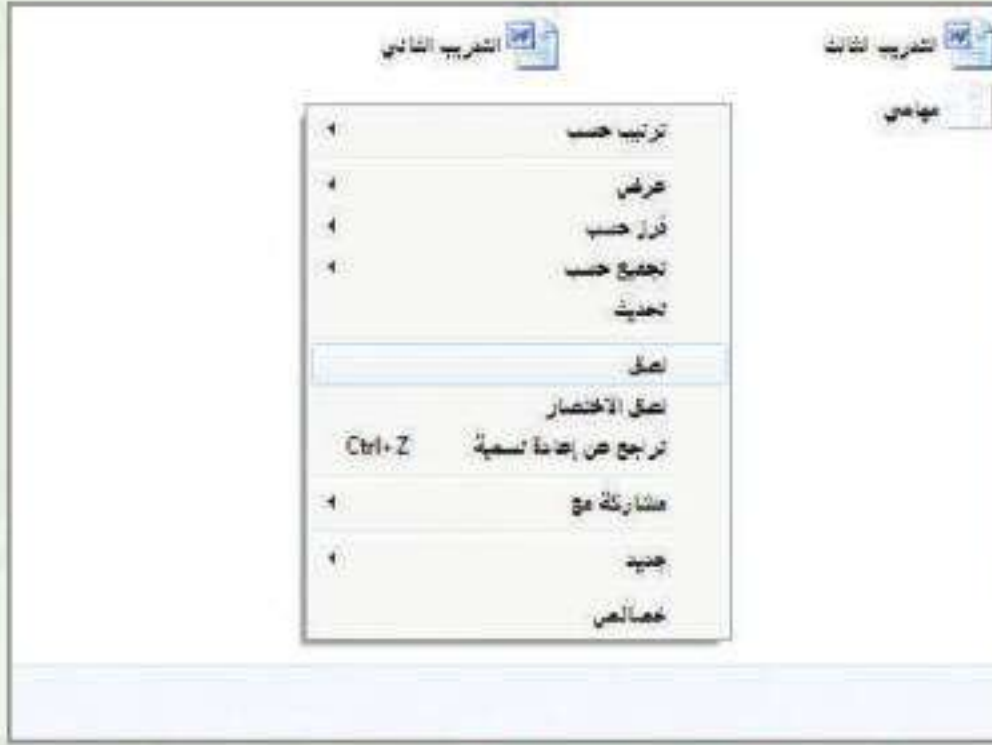 التدريب الثالث
التدريب الثاني
مهامي
ترتيب حسب
عرض
فرز حسب
تجميع حسب
تحديث
لصق
لصق الاختصار
تراجع عن إعادة تسمية Ctrl+Z
مشاركة مع
جديد
خصائص